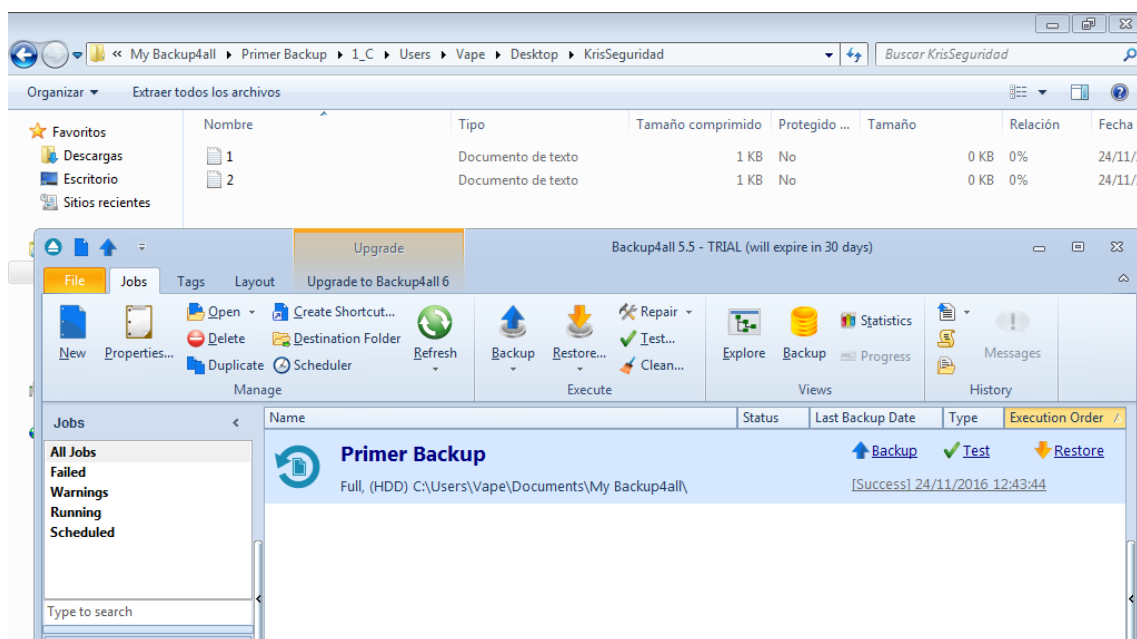 « My Backup4all Primer Backup 1_C Users Vape Desktop KrisSeguridad Buscar KrisSeguridad
Organizar Extraer todos los archivos
Favoritos
Descargas
Escritorio
Sitios recientes
Nombre Tipo Tamaño comprimido Protegido ... Tamaño Relación Fecha
1 Documento de texto 1 KB No 0 KB 0% 24/11/
2 Documento de texto 1 KB No 0 KB 0% 24/11/
Upgrade Backup4all 5.5 - TRIAL (will expire in 30 days)
File Jobs Tags Layout Upgrade to Backup4all 6
New
Properties...
Open
Delete
Duplicate
Create Shortcut...
Destination Folder
Scheduler
Refresh
Manage
Backup
Restore...
Repair
Test...
Clean...
Execute
Explore
Backup
Statistics
Progress
Views
Messages
History
Jobs <
All Jobs
Failed
Warnings
Running
Scheduled
Type to search
Name Status Last Backup Date Type Execution Order
Primer Backup Backup Test Restore
Full, (HDD) C:\Users\Vape\Documents\My Backup4all\ [Success] 24/11/2016 12:43:44